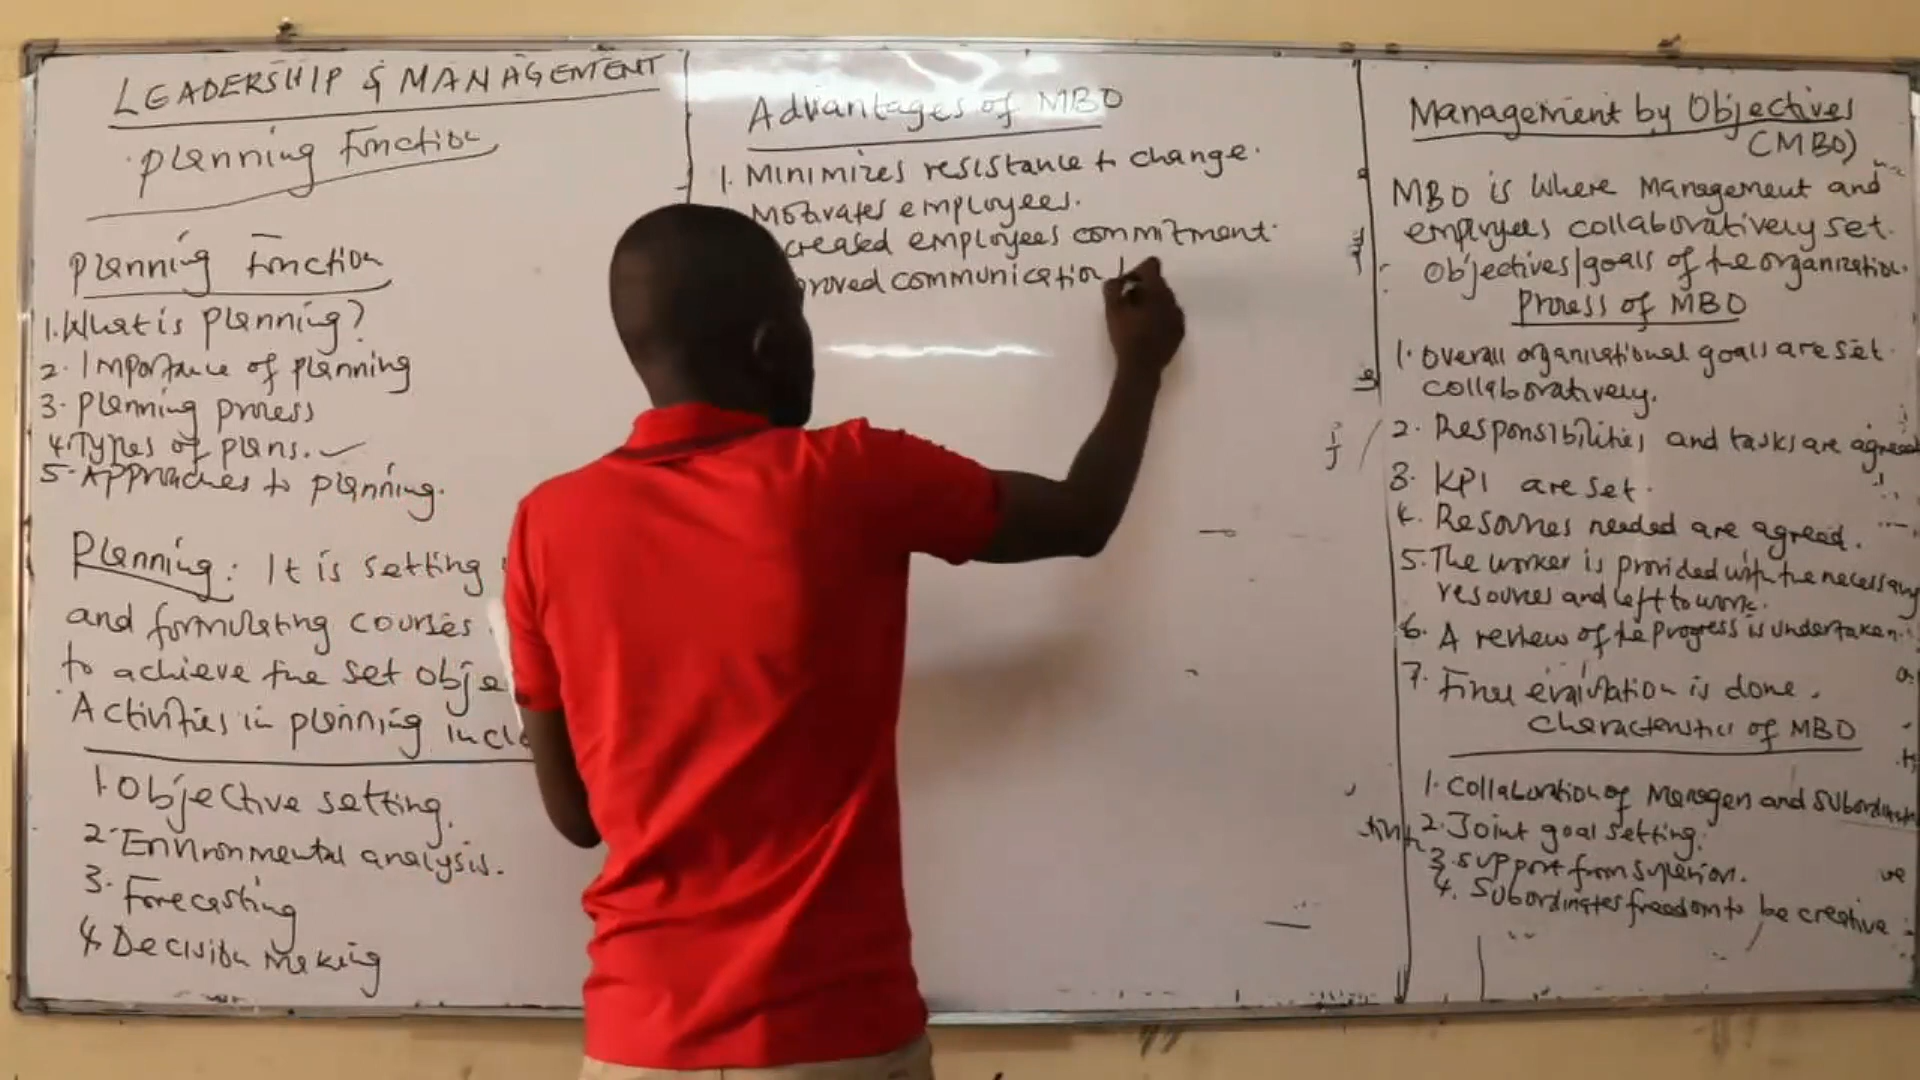 LEADERSHIP & MANAGEMENT
Planning Function
Planning Function
1. What is planning?
2. Importance of planning
3. Planning process
4. Types of plans.
5. Approaches to planning.
Planning: It is setting
and formulating courses
to achieve the set obje
Activities in planning incl
1. Objective setting.
2. Environmental analysis.
3. Forecasting
4. Decision Making
Advantages of MBO
1. Minimizes resistance to change.
Motivates employees.
creased employees commitment.
proved communication
Management by Objectives
(MBO)
MBO is where Management and
employees collaboratively set.
Objectives/goals of the organization.
Process of MBO
1. Overall organizational goals are set
collaboratively.
2. Responsibilities and tasks are agreed
3. KPI are set.
4. Resources needed are agreed.
5. The worker is provided with the necessary
resources and left to work.
6. A review of the progress is undertaken.
7. Final evaluation is done.
Characteristics of MBO
1. Collaboration of Managers and subordinates
2. Joint goal setting.
3. Support from superiors.
4. Subordinates freedom to be creative